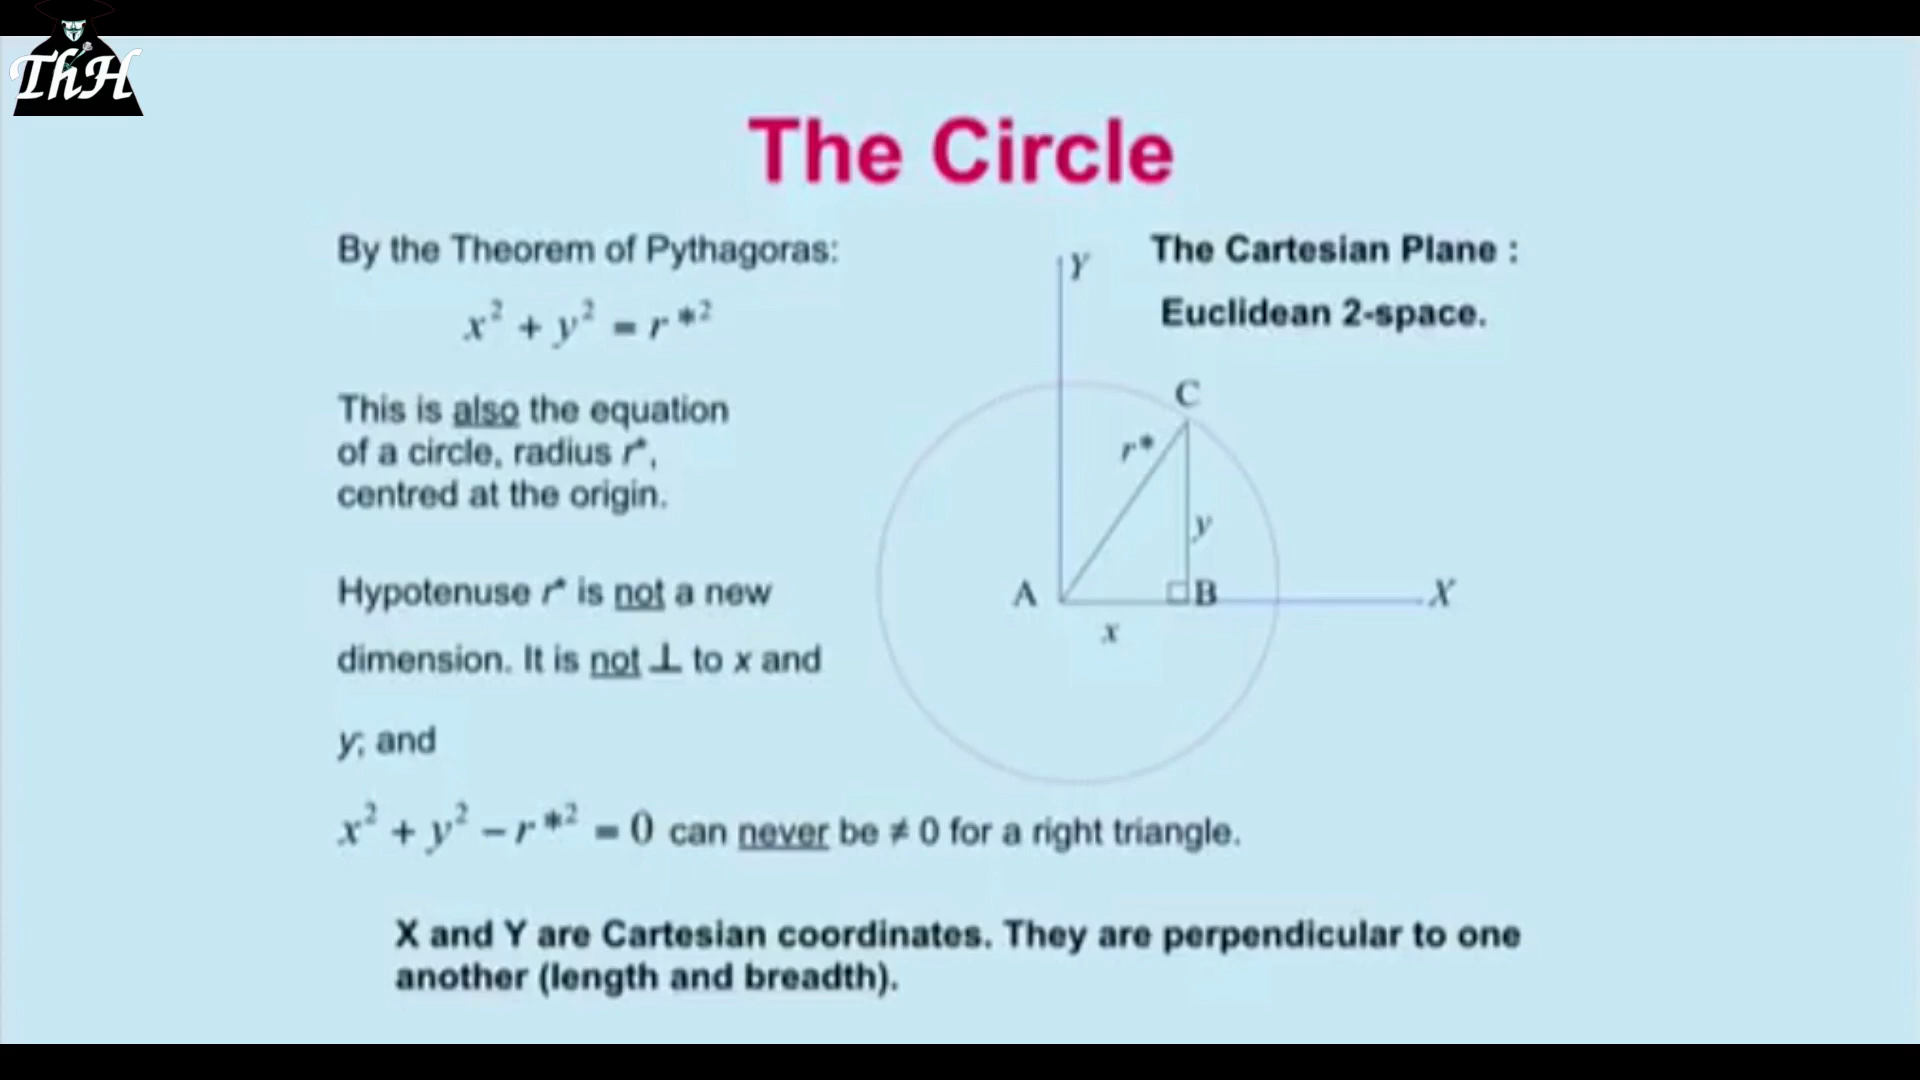 ThH
The Circle
By the Theorem of Pythagoras:
x² + y² = r*²
This is also the equation
of a circle, radius r*,
centred at the origin.
Hypotenuse r* is not a new
dimension. It is not ⊥ to x and
y; and
x² + y² − r*² = 0 can never be ≠ 0 for a right triangle.
The Cartesian Plane :
Euclidean 2-space.
Y
C
r*
y
A
B
X
x
X and Y are Cartesian coordinates. They are perpendicular to one
another (length and breadth).